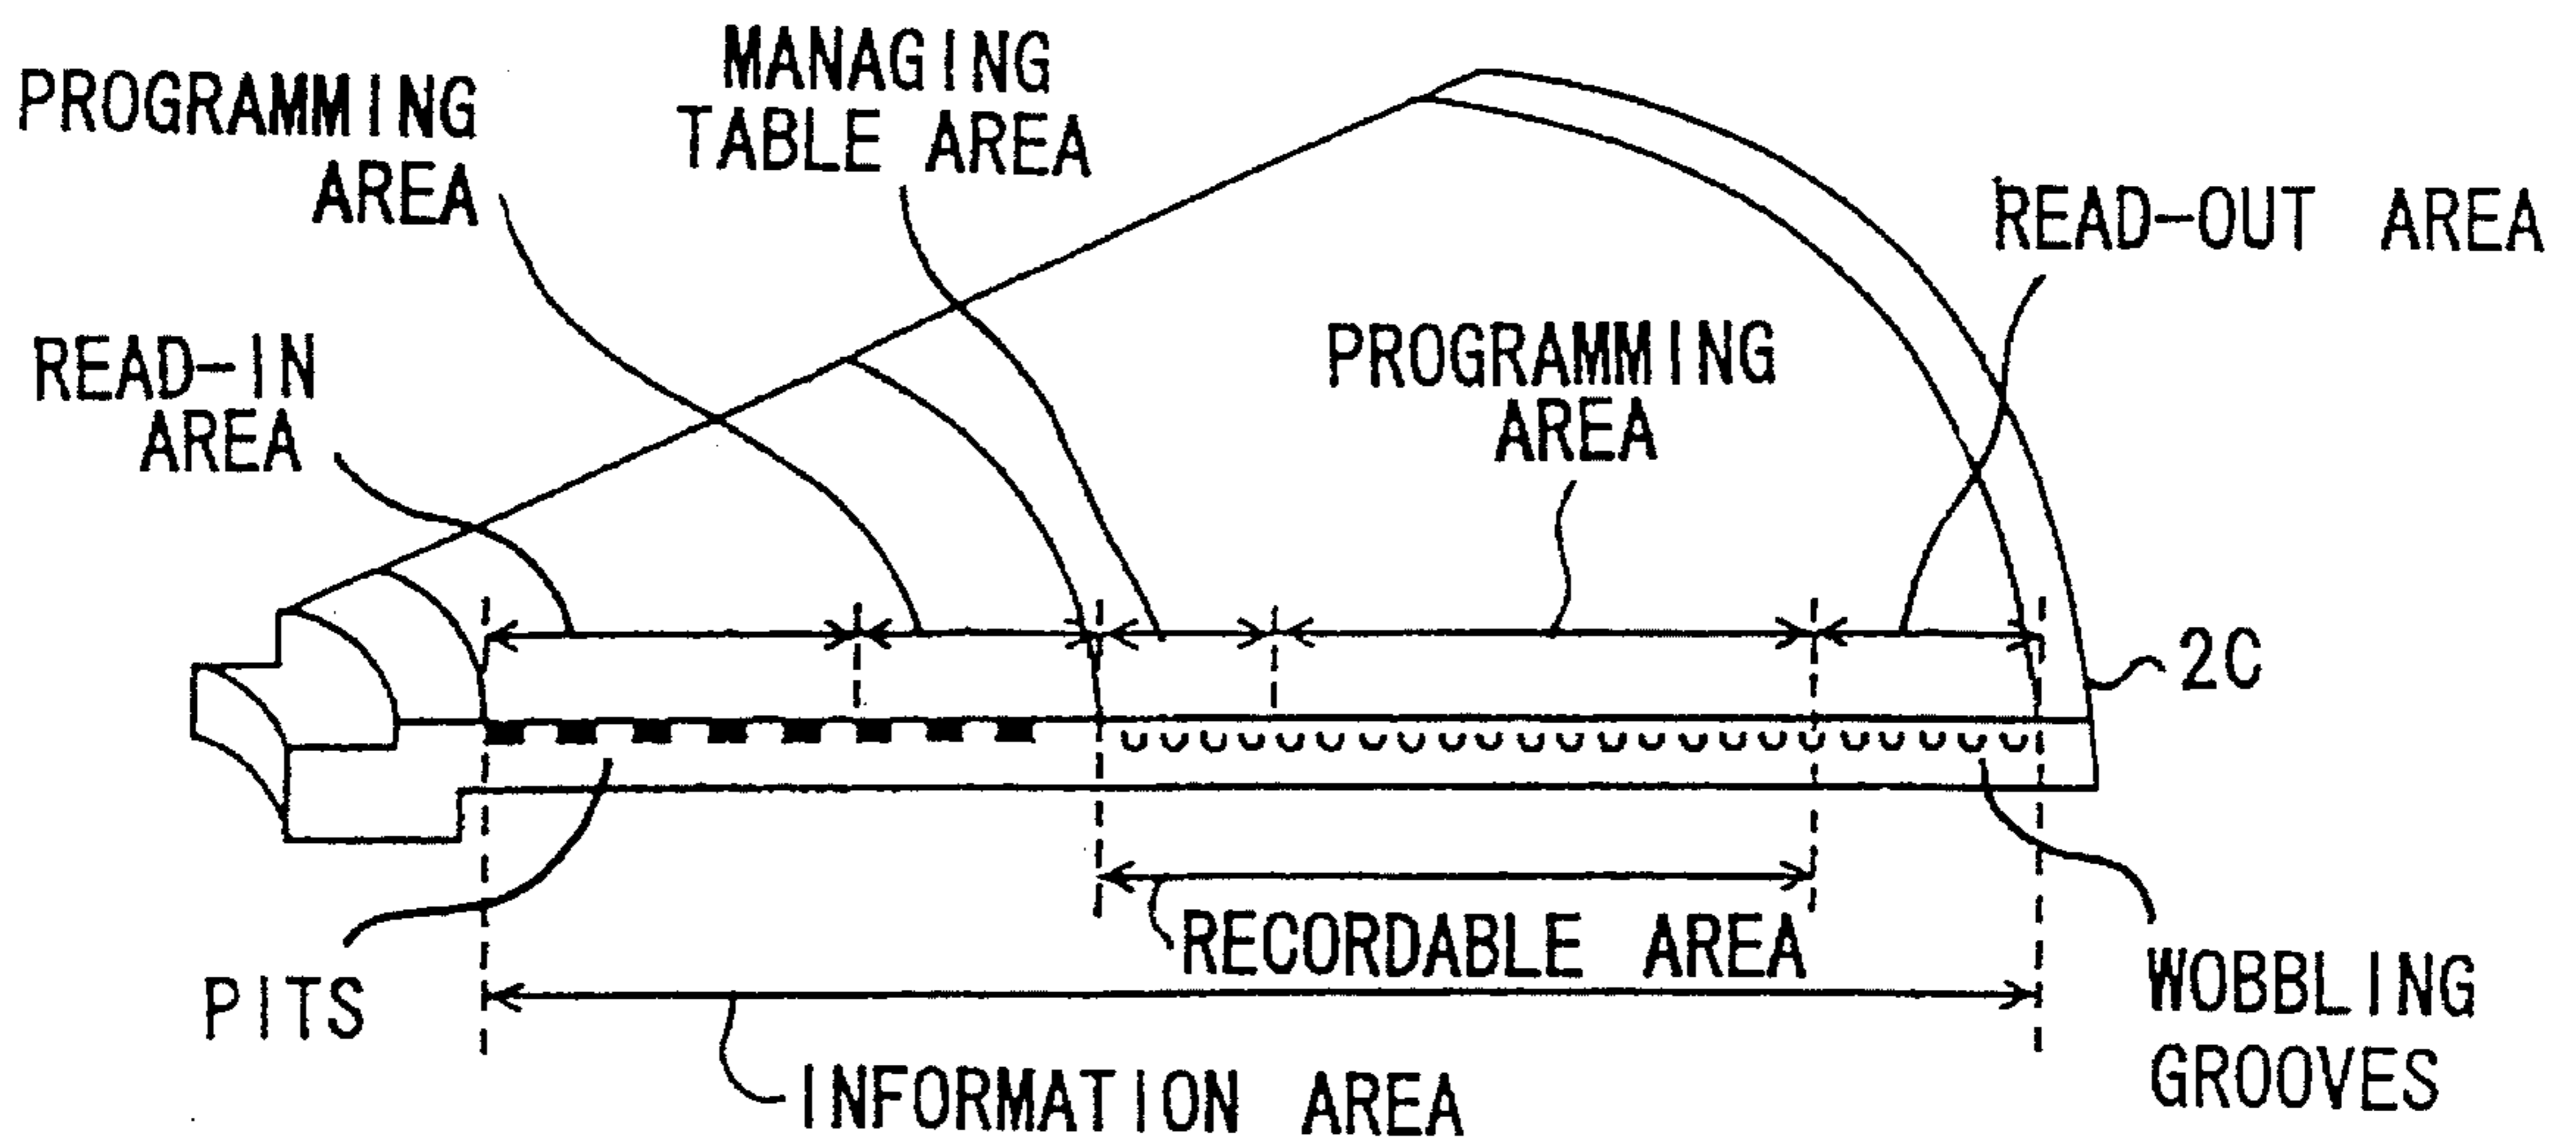 MANAGING
TABLE AREA
PROGRAMMING
AREA
READ-OUT AREA
READ-IN
AREA
PROGRAMMING
AREA
2C
RECORDABLE AREA
PITS
WOBBLING
GROOVES
INFORMATION AREA